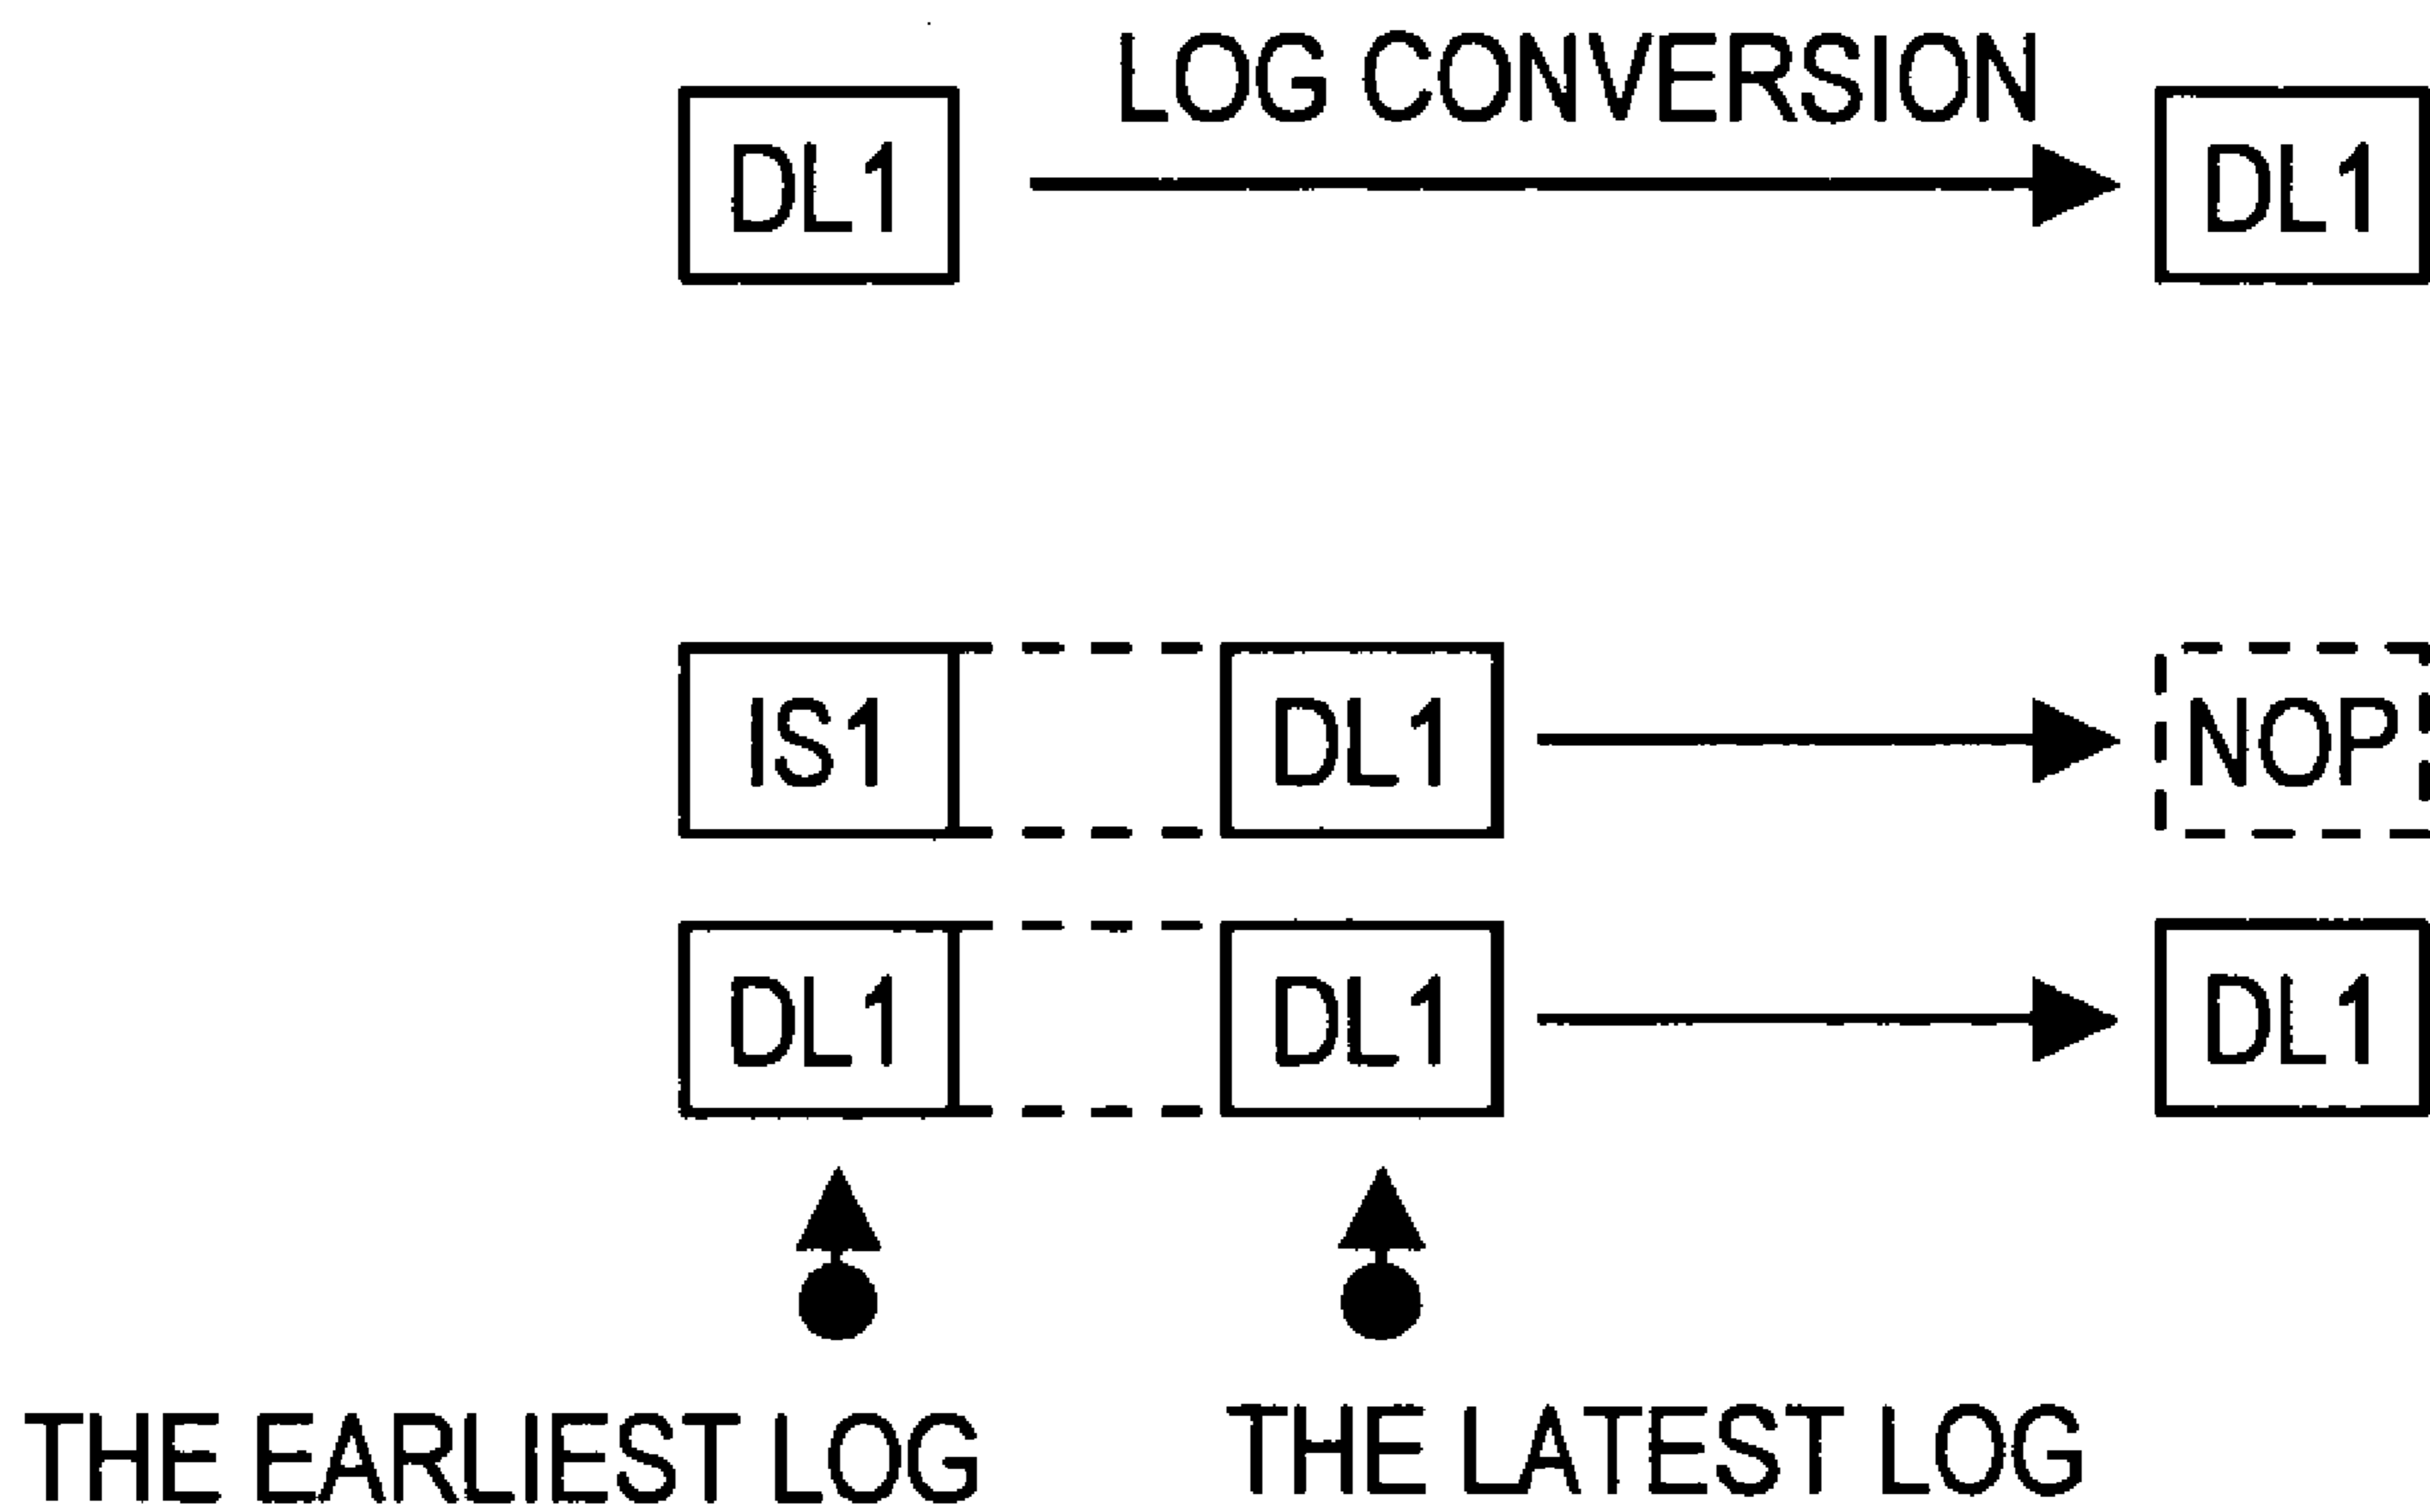 LOG CONVERSION
DL1 DL1
IS1 DL1 NOP
DL1 DL1 DL1
THE EARLIEST LOG THE LATEST LOG